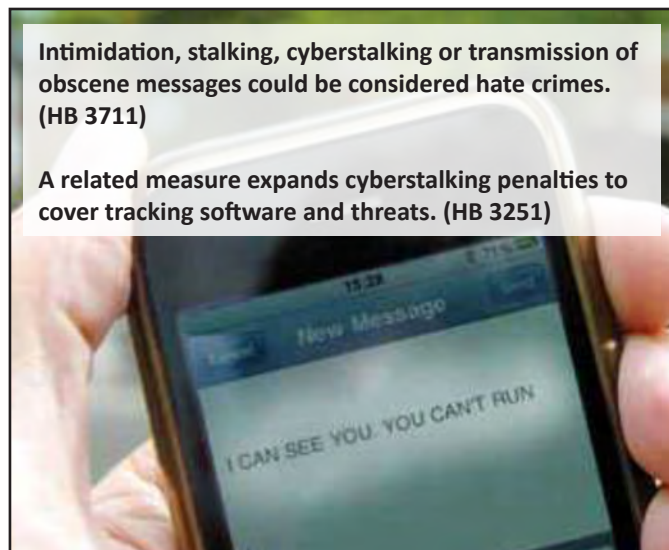 Intimidation, stalking, cyberstalking or transmission of
obscene messages could be considered hate crimes.
(HB 3711)
A related measure expands cyberstalking penalties to
cover tracking software and threats. (HB 3251)
71%
15:29
New Message
Cancel
Send
I CAN SEE YOU. YOU CAN'T RUN